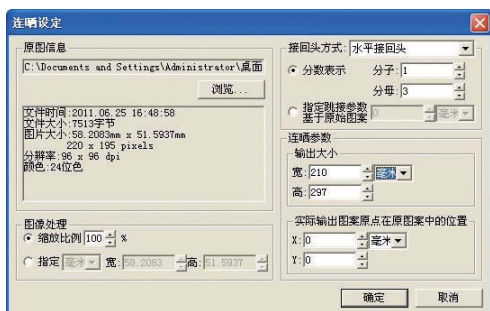 连晒设定
原图信息
C:\Documents and Settings\Administrator\桌面
浏览...
文件时间:2011.06.25 16:48:58
文件大小:7513字节
图片大小:58.2083mm x 51.5937mm
220 x 195 pixels
分辨率:96 x 96 dpi
颜色:24位色
图像处理
缩放比例 100 %
指定 毫米 宽: 58.2083 高: 51.5937
接回头方式: 水平接回头
分数表示 分子: 1
分母: 3
指定跳接参数
基于原始图案 0 毫米
连晒参数
输出大小
宽: 210 毫米
高: 297
实际输出图案原点在原图案中的位置
X: 0 毫米
Y: 0
确定 取消